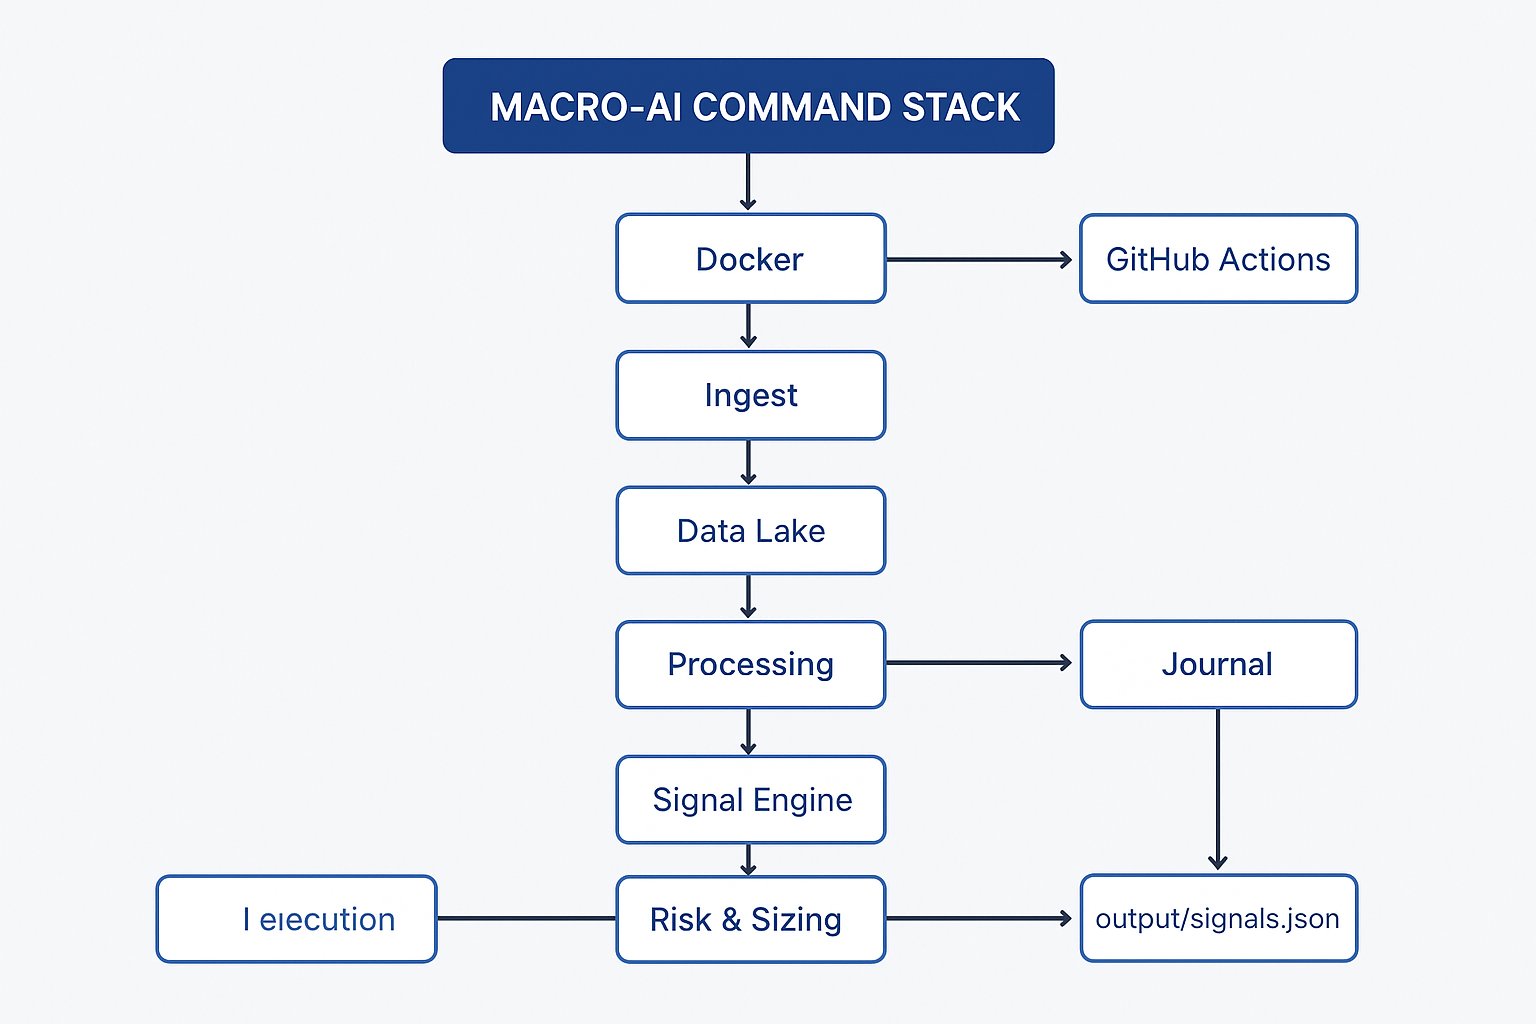 MACRO-AI COMMAND STACK
Docker
GitHub Actions
Ingest
Data Lake
Processing
Journal
Signal Engine
I eıecution
Risk & Sizing
output/signals.json